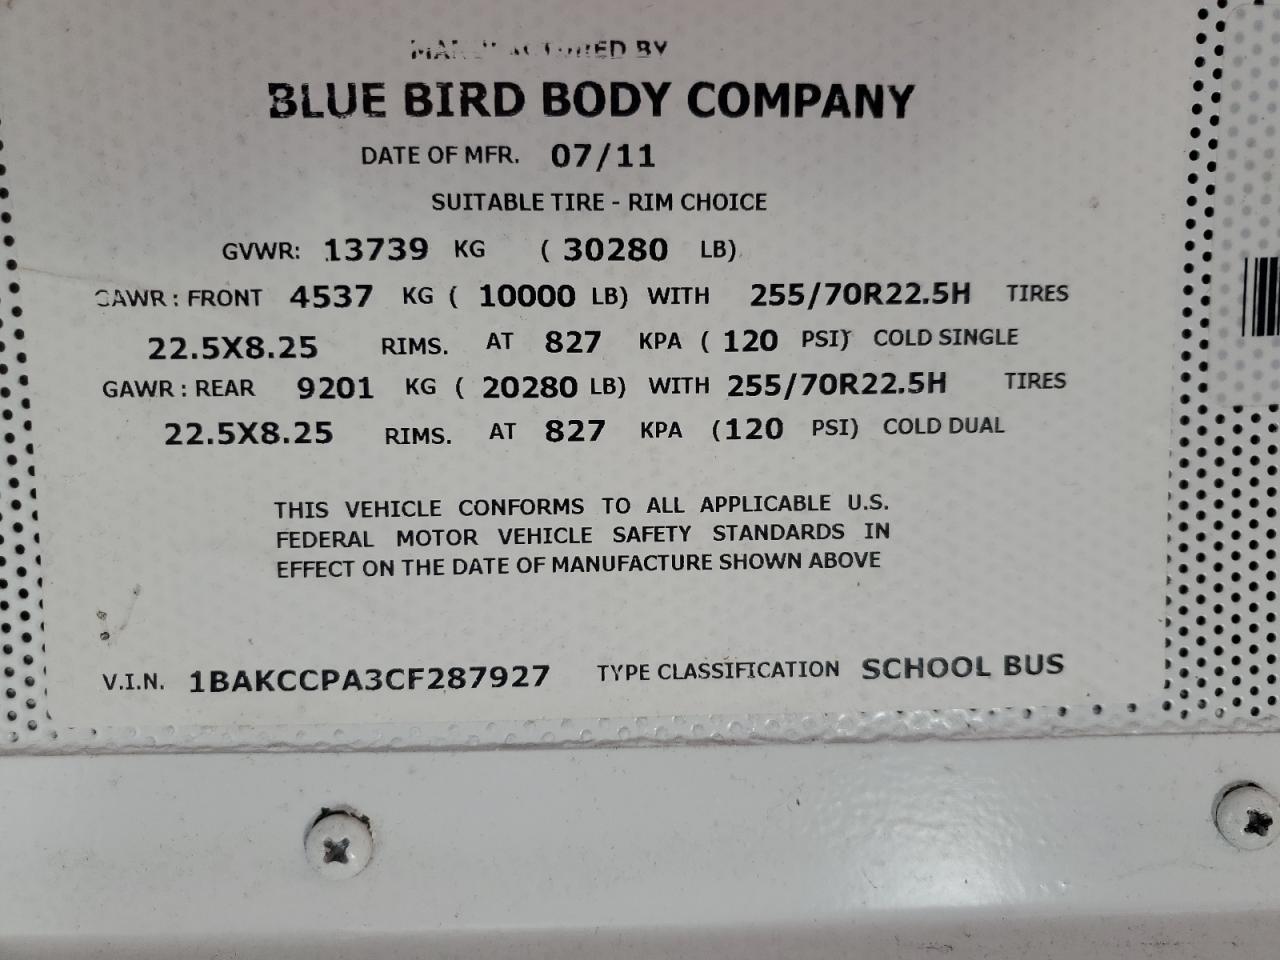 MANUFACTURED BY
BLUE BIRD BODY COMPANY
DATE OF MFR. 07/11
SUITABLE TIRE - RIM CHOICE
GVWR: 13739 KG ( 30280 LB)
GAWR : FRONT 4537 KG ( 10000 LB) WITH 255/70R22.5H TIRES
22.5X8.25 RIMS. AT 827 KPA ( 120 PSI) COLD SINGLE
GAWR : REAR 9201 KG ( 20280 LB) WITH 255/70R22.5H TIRES
22.5X8.25 RIMS. AT 827 KPA (120 PSI) COLD DUAL
THIS VEHICLE CONFORMS TO ALL APPLICABLE U.S.
FEDERAL MOTOR VEHICLE SAFETY STANDARDS IN
EFFECT ON THE DATE OF MANUFACTURE SHOWN ABOVE
V.I.N. 1BAKCCPA3CF287927 TYPE CLASSIFICATION SCHOOL BUS